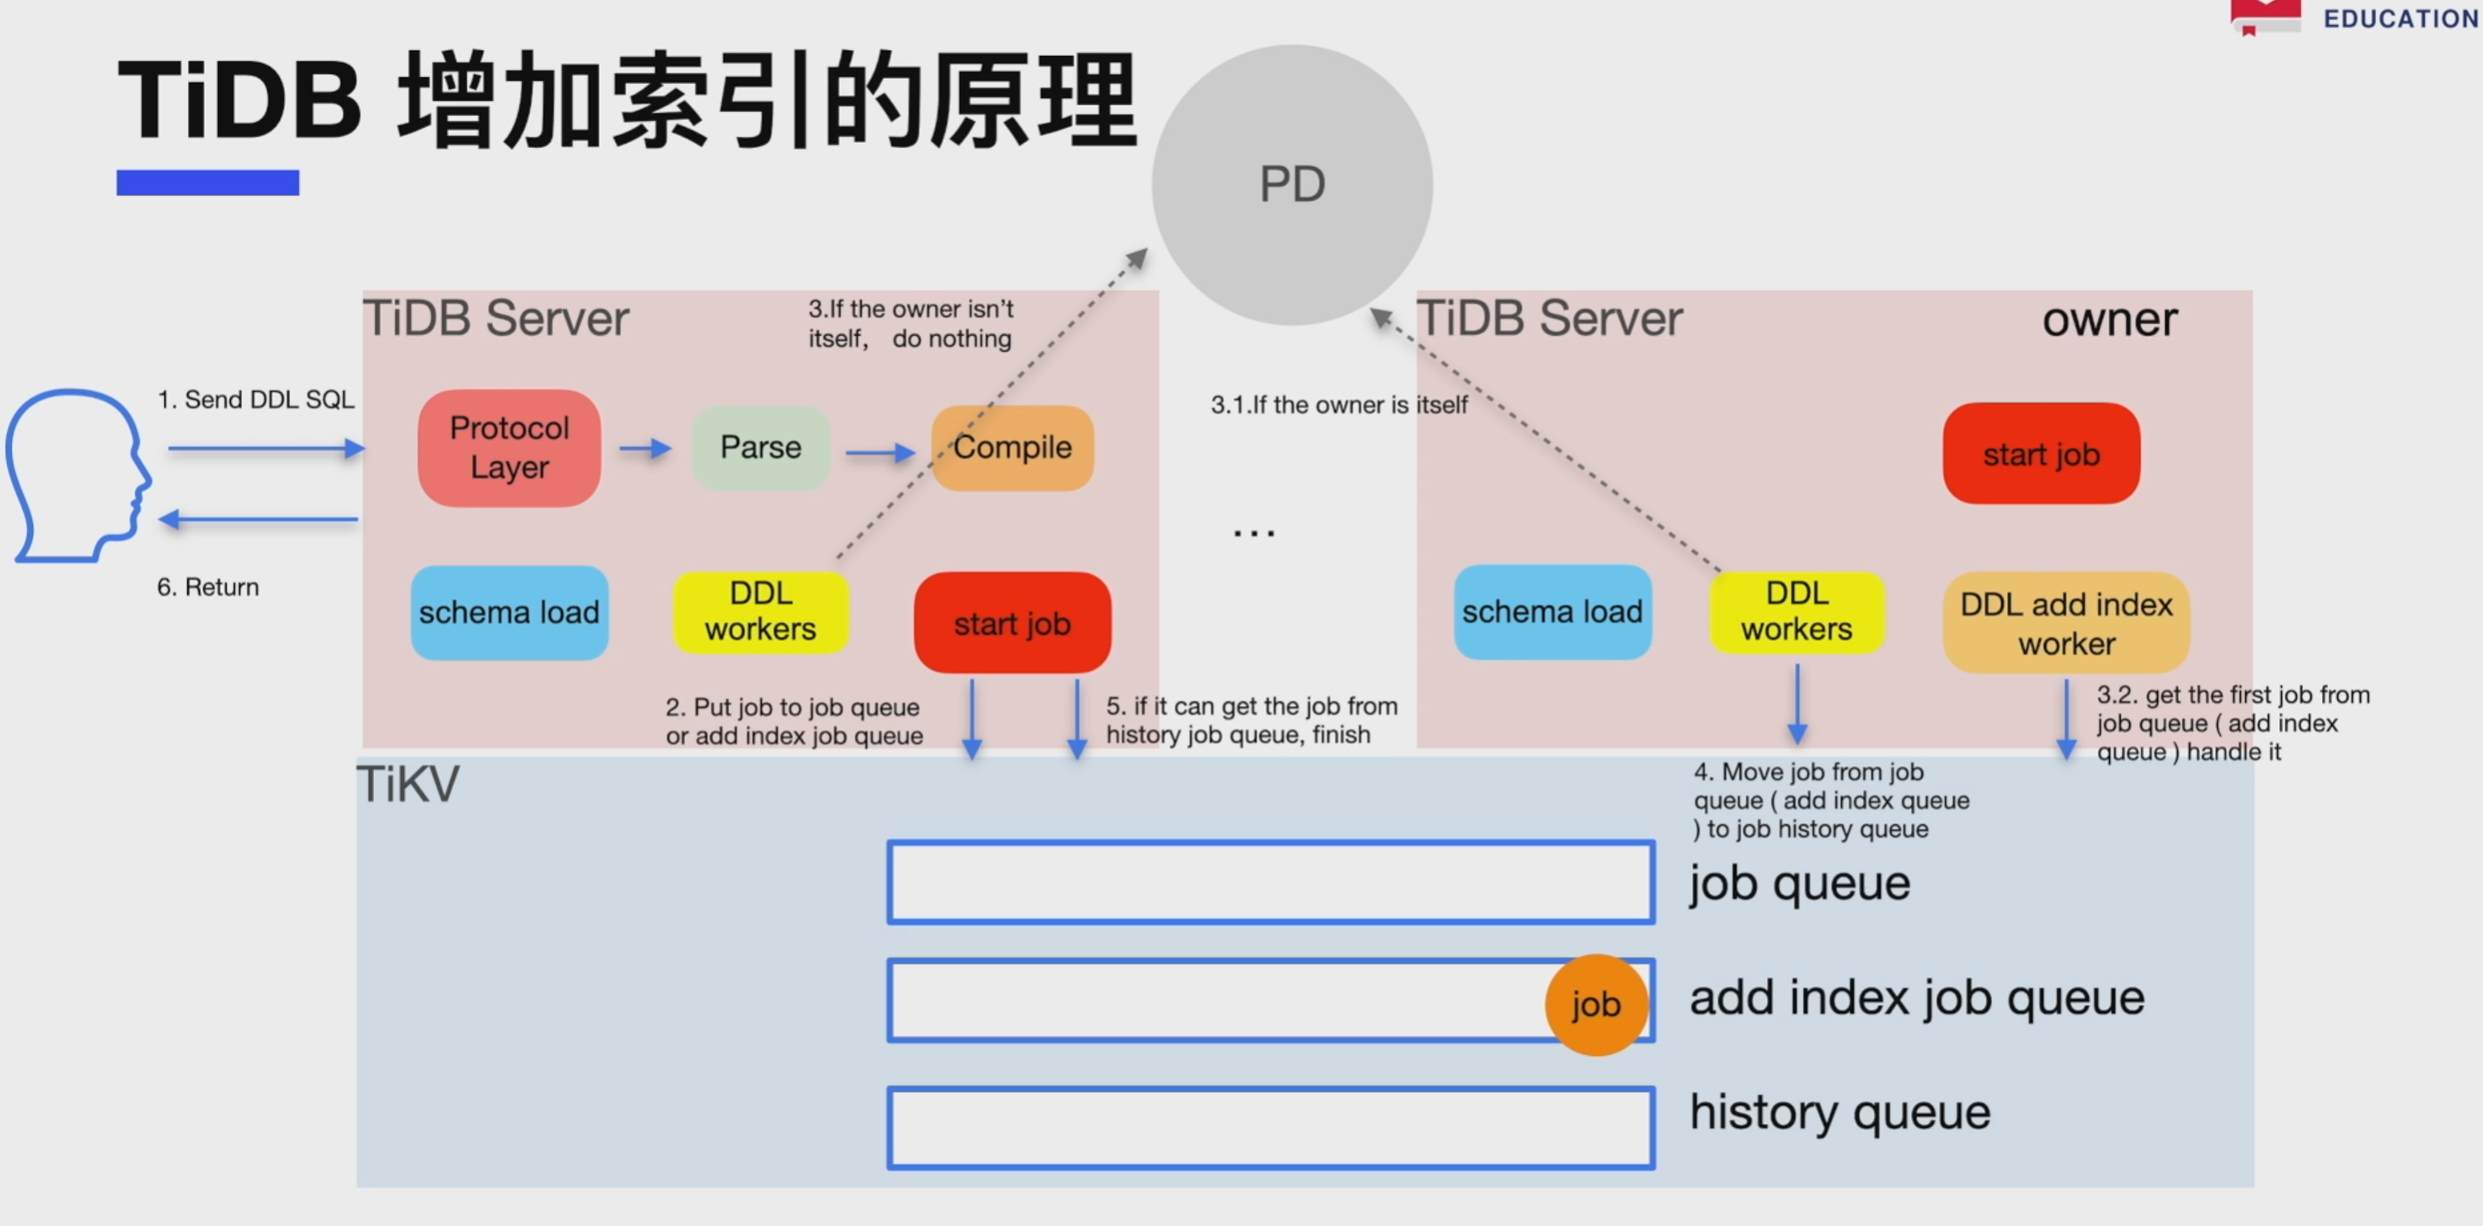 EDUCATION
TiDB 增加索引的原理
PD
TiDB Server
3.If the owner isn't
itself, do nothing
TiDB Server
owner
1. Send DDL SQL
Protocol
Layer
Parse
Compile
3.1.If the owner is itself
start job
...
6. Return
schema load
DDL
workers
start job
schema load
DDL
workers
DDL add index
worker
2. Put job to job queue
or add index job queue
5. if it can get the job from
history job queue, finish
3.2. get the first job from
job queue ( add index
queue ) handle it
TiKV
4. Move job from job
queue ( add index queue
) to job history queue
job queue
job
add index job queue
history queue